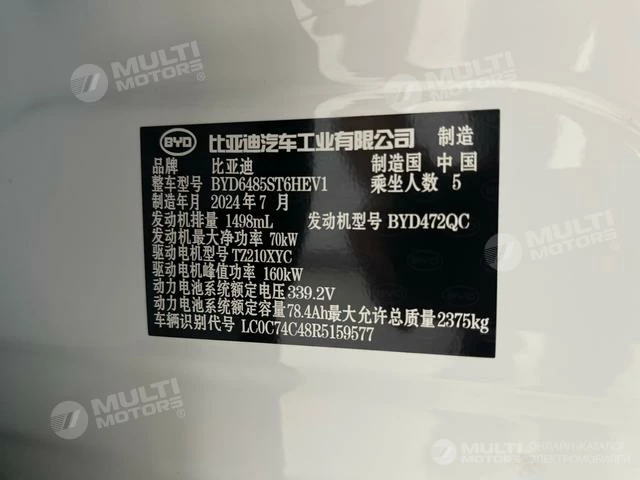 MULTI MOTORS®
MULTI MOTORS®
BYD 比亚迪汽车工业有限公司 制造
品牌 比亚迪 制造国 中国
整车型号 BYD6485ST6HEV1 乘坐人数 5
制造年月 2024年7月
发动机排量 1498mL 发动机型号 BYD472QC
发动机最大净功率 70kW
驱动电机型号 TZ210XYC
驱动电机峰值功率 160kW
动力电池系统额定电压 339.2V
动力电池系统额定容量 78.4Ah 最大允许总质量 2375kg
车辆识别代号 LC0C74C48R5159577
MULTI MOTORS®
MULTI MOTORS®
MULTI MOTORS
ОНЛАЙН-КАТАЛОГ
ЭЛЕКТРОМОБИЛЕЙ